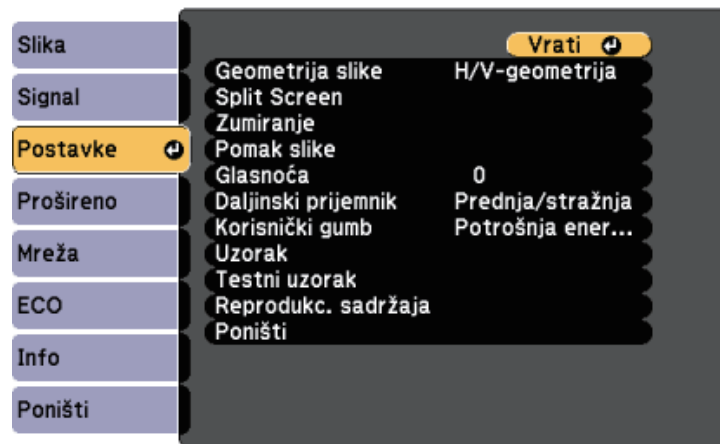 Slika
Signal
Postavke
Prošireno
Mreža
ECO
Info
Poništi
Vrati
Geometrija slike H/V-geometrija
Split Screen
Zumiranje
Pomak slike
Glasnoća 0
Daljinski prijemnik Prednja/stražnja
Korisnički gumb Potrošnja ener...
Uzorak
Testni uzorak
Reprodukc. sadržaja
Poništi